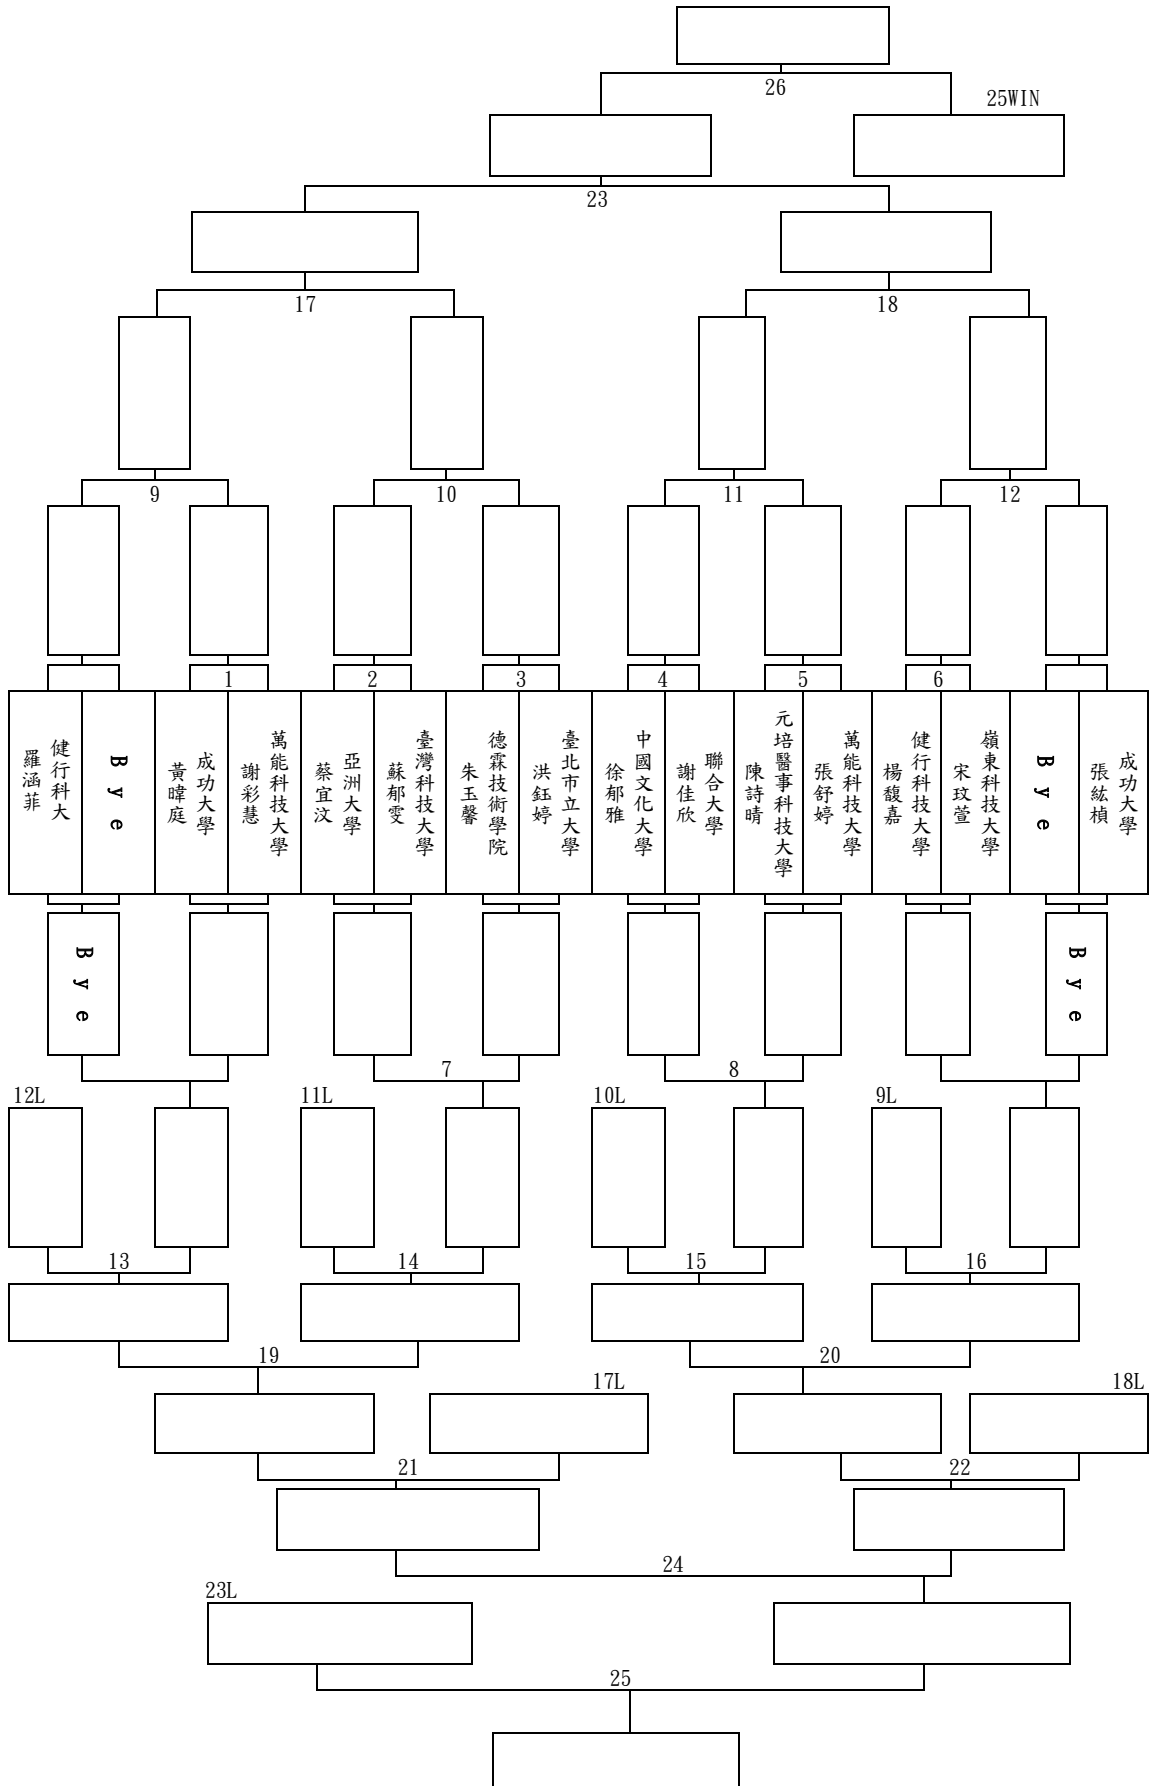 26
25WIN
23
17
18
9
10
11
12
1
2
3
4
5
6
健行科大
羅涵菲
Bye
成功大學
黃暐庭
萬能科技大學
謝彩慧
亞洲大學
蔡宜汶
臺灣科技大學
蘇郁雯
德霖技術學院
朱玉馨
臺北市立大學
洪鈺婷
中國文化大學
徐郁雅
聯合大學
謝佳欣
元培醫事科技大學
陳詩晴
萬能科技大學
張舒婷
健行科技大學
楊馥嘉
嶺東科技大學
宋玟萱
Bye
成功大學
張紘楨
Bye
Bye
7
8
12L
11L
10L
9L
13
14
15
16
19
20
17L
18L
21
22
24
23L
25